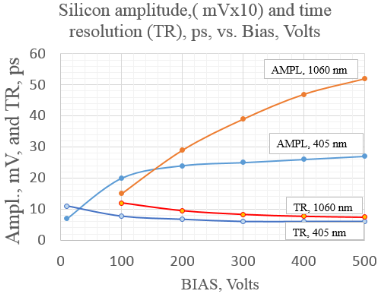 Silicon amplitude,( mVx10) and time
resolution (TR), ps, vs. Bias, Volts
Ampl., mV, and TR, ps
60
50
40
30
20
10
0
AMPL, 1060 nm
AMPL, 405 nm
TR, 1060 nm
TR, 405 nm
0 100 200 300 400 500
BIAS, Volts